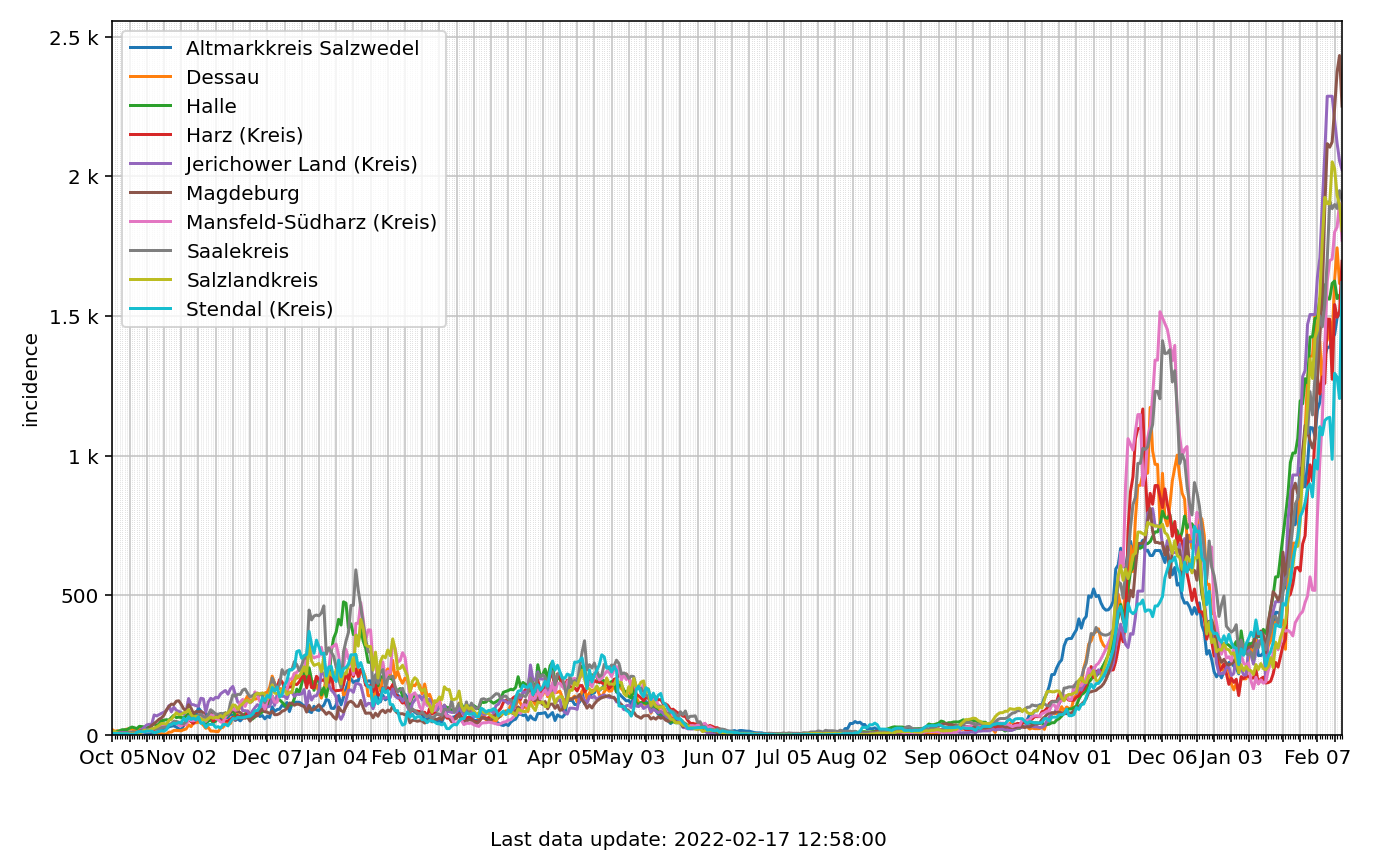 2.5 k
2 k
1.5 k
1 k
500
0
incidence
Altmarkkreis Salzwedel
Dessau
Halle
Harz (Kreis)
Jerichower Land (Kreis)
Magdeburg
Mansfeld-Südharz (Kreis)
Saalekreis
Salzlandkreis
Stendal (Kreis)
Oct 05 Nov 02 Dec 07 Jan 04 Feb 01 Mar 01 Apr 05 May 03 Jun 07 Jul 05 Aug 02 Sep 06 Oct 04 Nov 01 Dec 06 Jan 03 Feb 07
Last data update: 2022-02-17 12:58:00